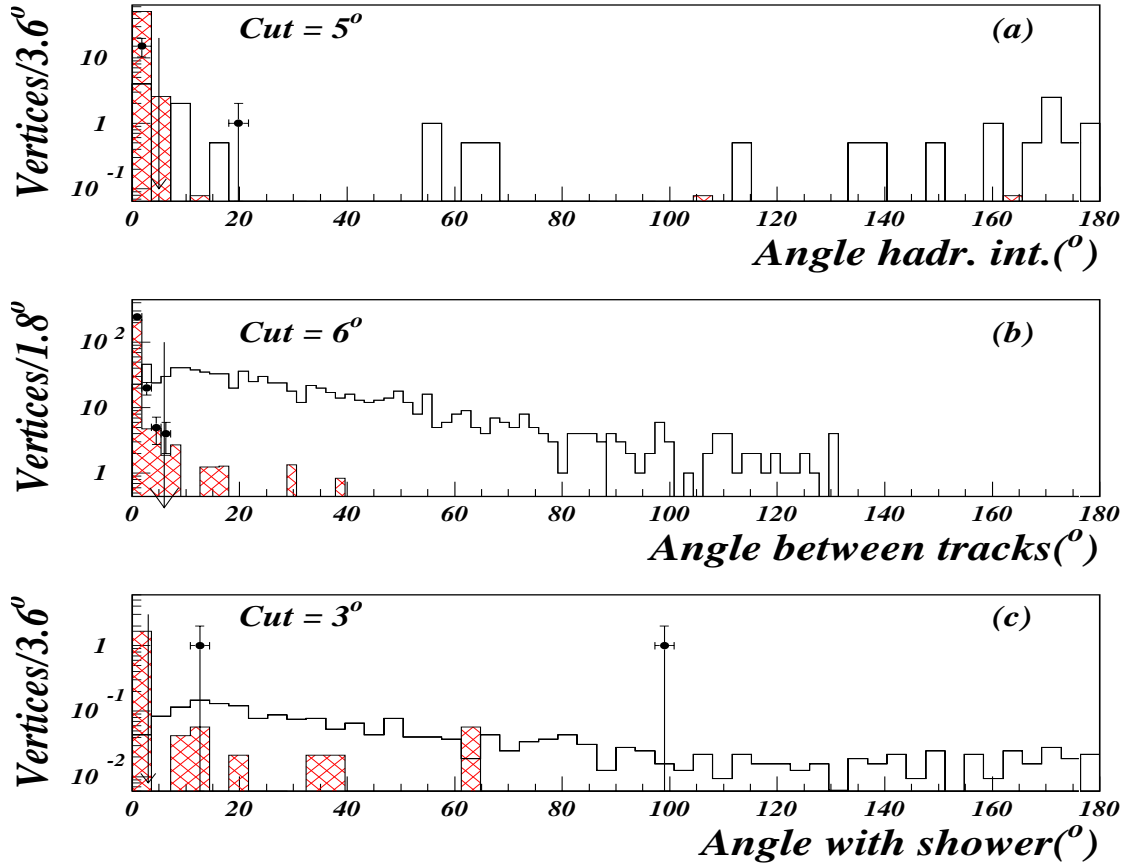 Vertices/3.6°
Cut = 5°
(a)
10
1
10⁻¹
0 20 40 60 80 100 120 140 160 180
Angle hadr. int.(°)
Vertices/1.8°
Cut = 6°
(b)
10²
10
1
0 20 40 60 80 100 120 140 160 180
Angle between tracks(°)
Vertices/3.6°
Cut = 3°
(c)
1
10⁻¹
10⁻²
0 20 40 60 80 100 120 140 160 180
Angle with shower(°)